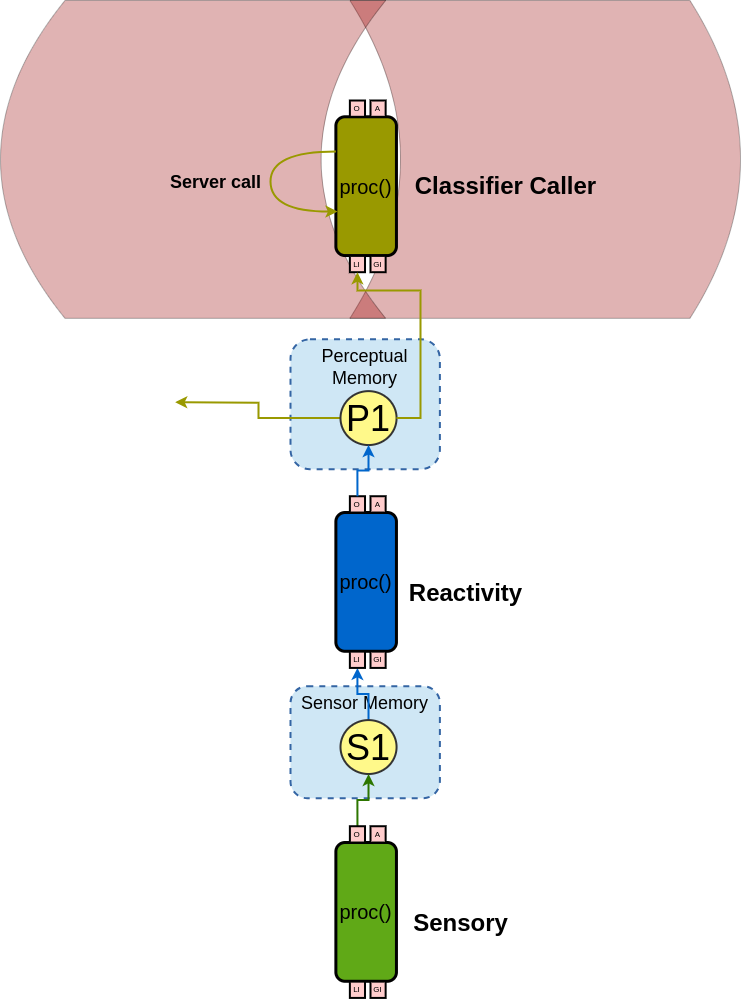 O A
Server call
proc()
Classifier Caller
LI GI
Perceptual
Memory
P1
O A
proc()
Reactivity
LI GI
Sensor Memory
S1
O A
proc()
Sensory
LI GI